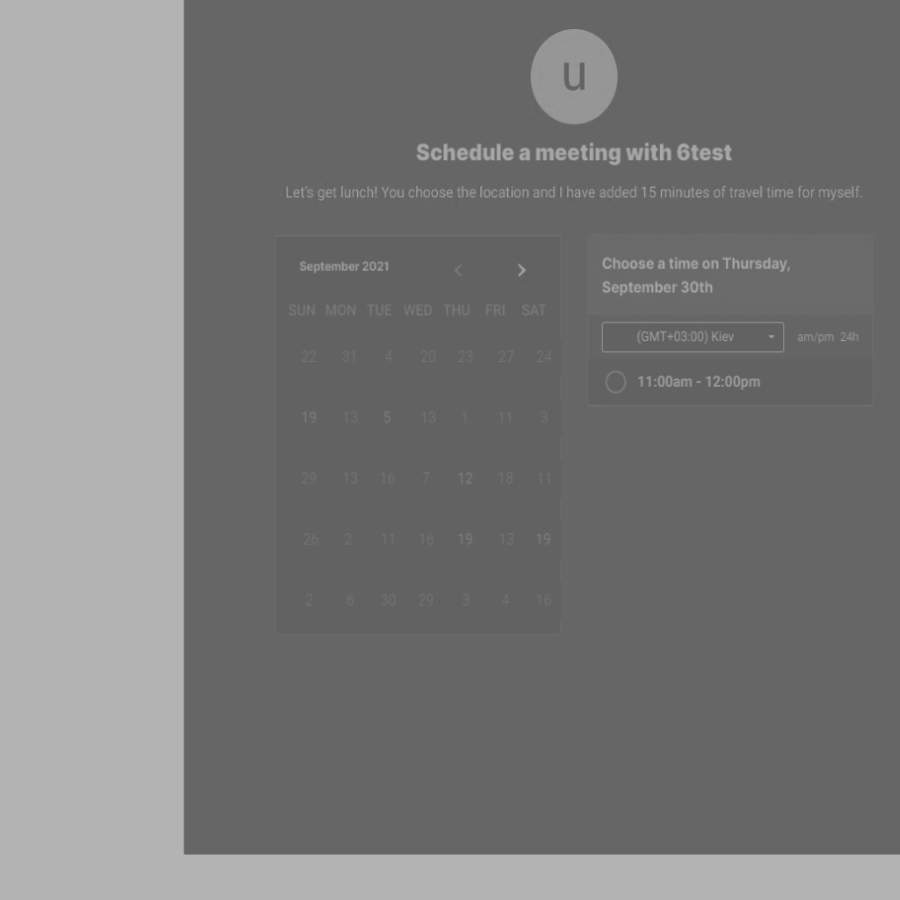 u
Schedule a meeting with 6test
Let's get lunch! You choose the location and I have added 15 minutes of travel time for myself.
September 2021
SUN MON TUE WED THU FRI SAT
22 31 4 20 23 27 24
19 13 5 13 1 11 3
29 13 16 7 12 18 11
26 2 11 16 19 13 19
2 6 30 29 3 4 16
Choose a time on Thursday,
September 30th
(GMT+03:00) Kiev am/pm 24h
11:00am - 12:00pm